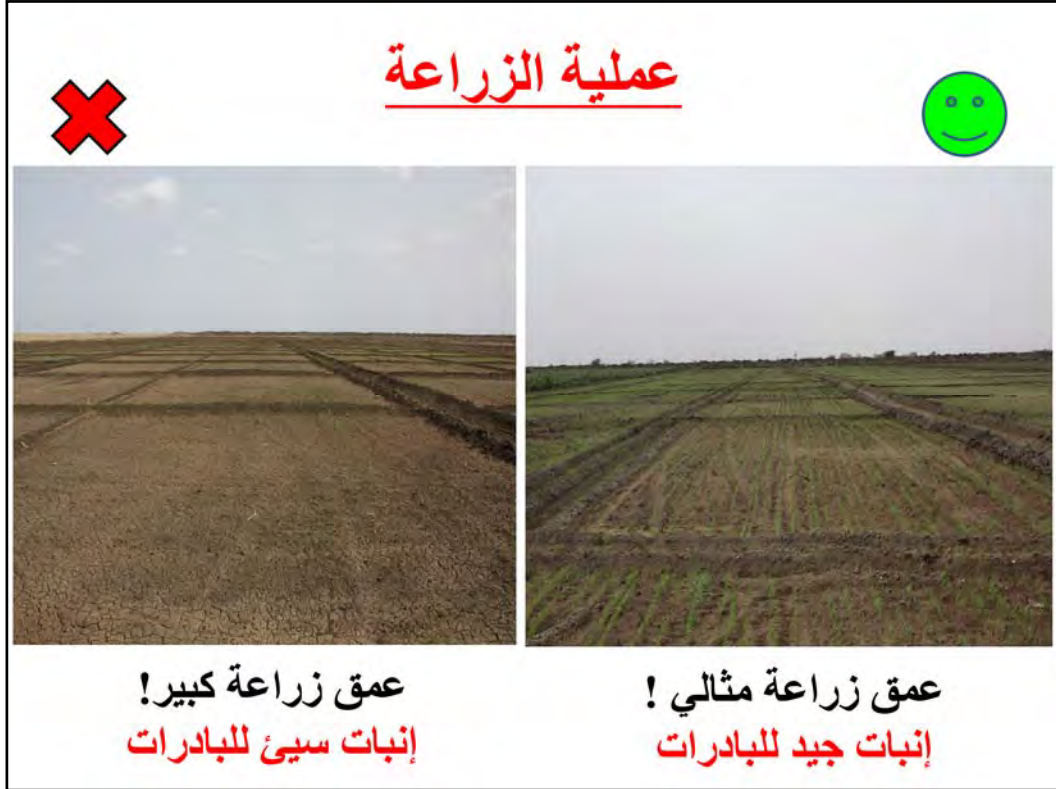 عملية الزراعة
عمق زراعة مثالي !
إنبات جيد للبادرات
عمق زراعة كبير!
إنبات سيئ للبادرات